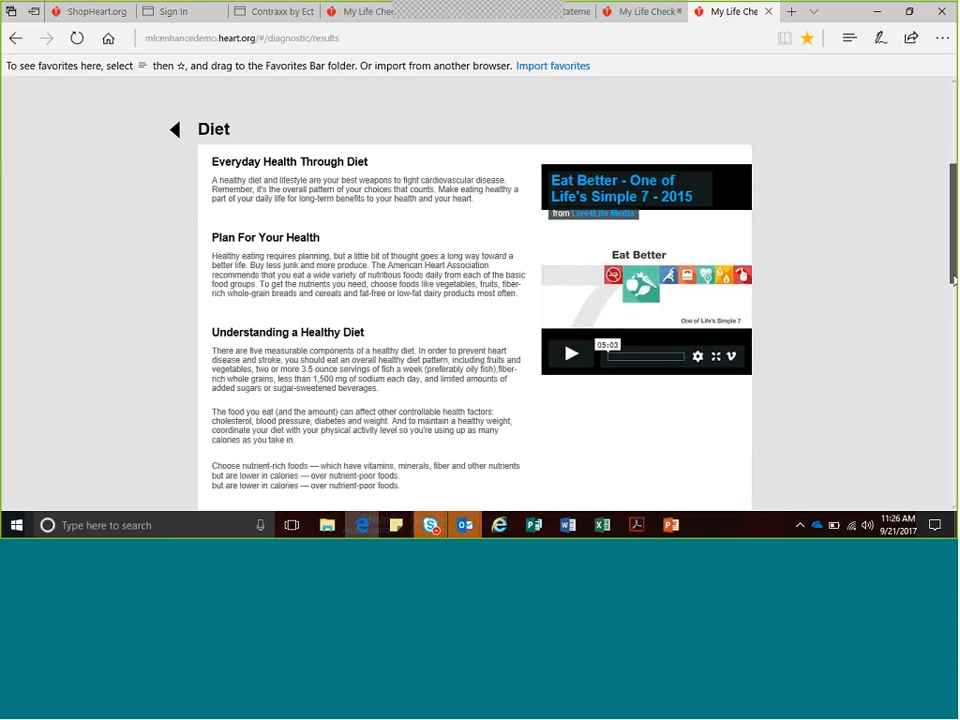 ShopHeart.org
Sign In
Contraxx by Ect
My Life Che
ateme
My Life Check®
My Life Che
mlcenhancedemo.heart.org/#/diagnostic/results
To see favorites here, select then ☆, and drag to the Favorites Bar folder. Or import from another browser. Import favorites
Diet
Everyday Health Through Diet
A healthy diet and lifestyle are your best weapons to fight cardiovascular disease.
Remember, it's the overall pattern of your choices that counts. Make eating healthy a
part of your daily life for long-term benefits to your health and your heart.
Plan For Your Health
Healthy eating requires planning, but a little bit of thought goes a long way toward a
better life. Buy less junk and more produce. The American Heart Association
recommends that you eat a wide variety of nutritious foods daily from each of the basic
food groups. To get the nutrients you need, choose foods like vegetables, fruits, fiber-
rich whole-grain breads and cereals and fat-free or low-fat dairy products most often.
Understanding a Healthy Diet
There are five measurable components of a healthy diet. In order to prevent heart
disease and stroke, you should eat an overall healthy diet pattern, including fruits and
vegetables, two or more 3.5 ounce servings of fish a week (preferably oily fish),fiber-
rich whole grains, less than 1,500 mg of sodium each day, and limited amounts of
added sugars or sugar-sweetened beverages.
The food you eat (and the amount) can affect other controllable health factors:
cholesterol, blood pressure, diabetes and weight. And to maintain a healthy weight,
coordinate your diet with your physical activity level so you're using up as many
calories as you take in.
Choose nutrient-rich foods — which have vitamins, minerals, fiber and other nutrients
but are lower in calories — over nutrient-poor foods.
but are lower in calories — over nutrient-poor foods.
Eat Better - One of
Life's Simple 7 - 2015
from Live4Life Media
Eat Better
7
One of Life's Simple 7
05:03
Type here to search
11:26 AM
9/21/2017